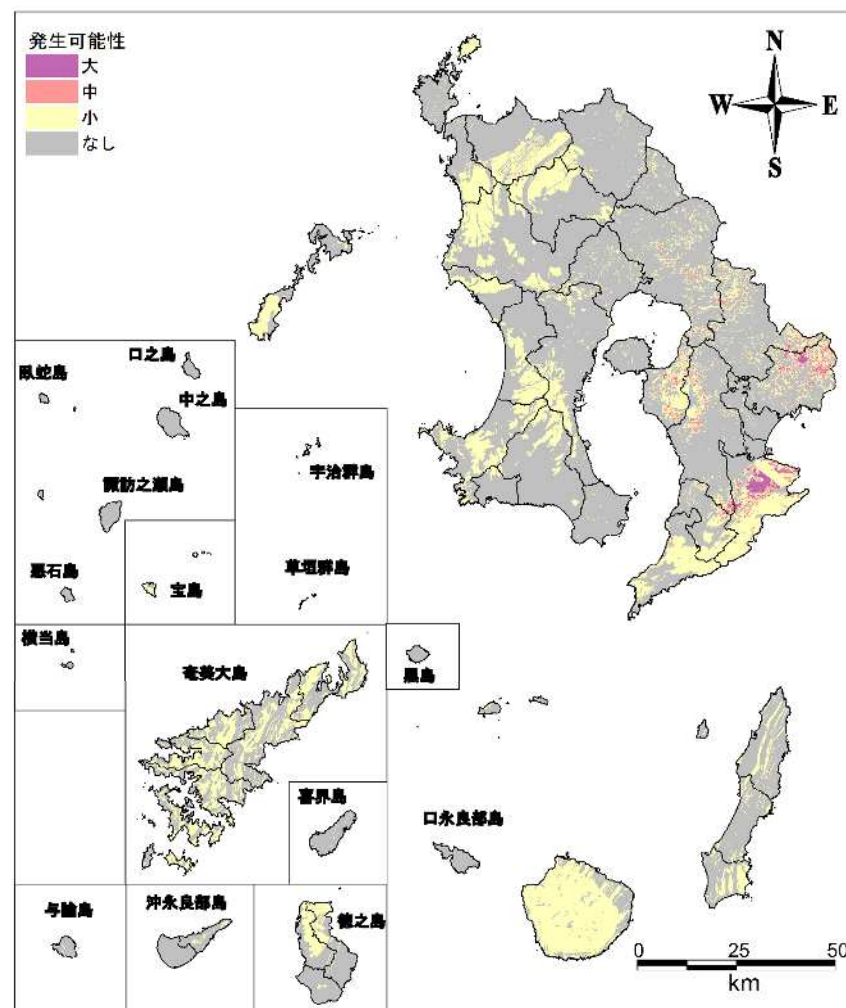 発生可能性
大
中
小
なし
N
W
E
S
口之島
臥蛇島
中之島
諏訪之瀬島
悪石島
宝島
宇治群島
草垣群島
横当島
奄美大島
黒島
喜界島
口永良部島
与論島
沖永良部島
徳之島
0 25 50
km